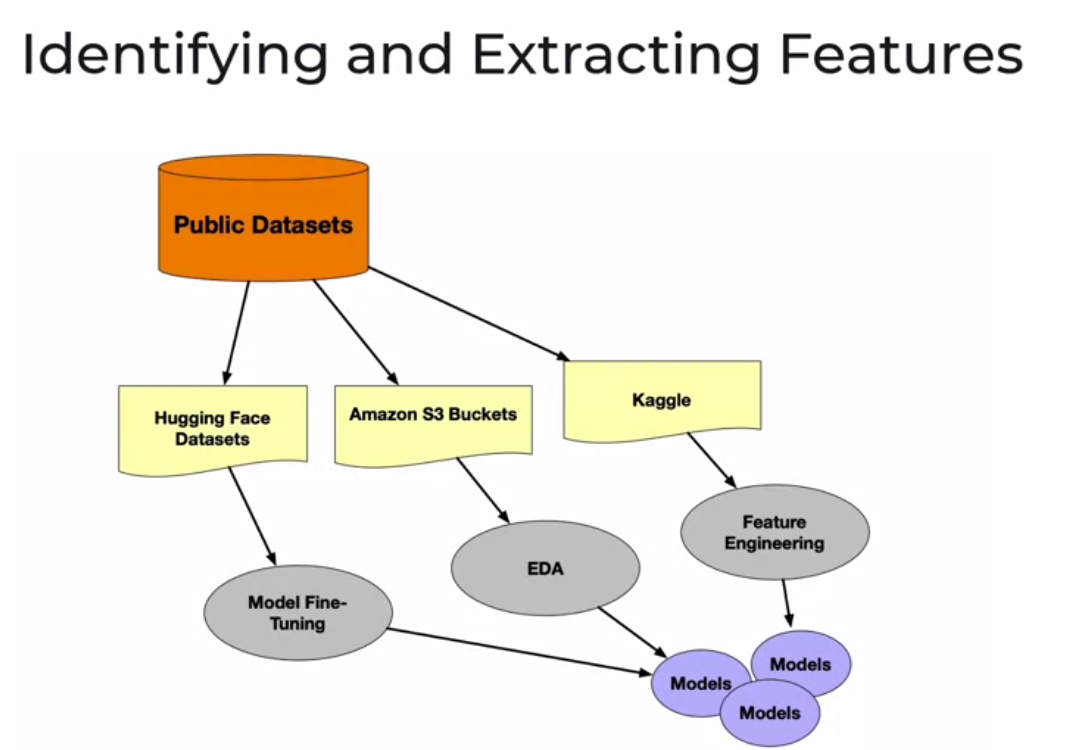 Identifying and Extracting Features
Public Datasets
Hugging Face
Datasets
Amazon S3 Buckets
Kaggle
Feature
Engineering
EDA
Model Fine-
Tuning
Models
Models
Models